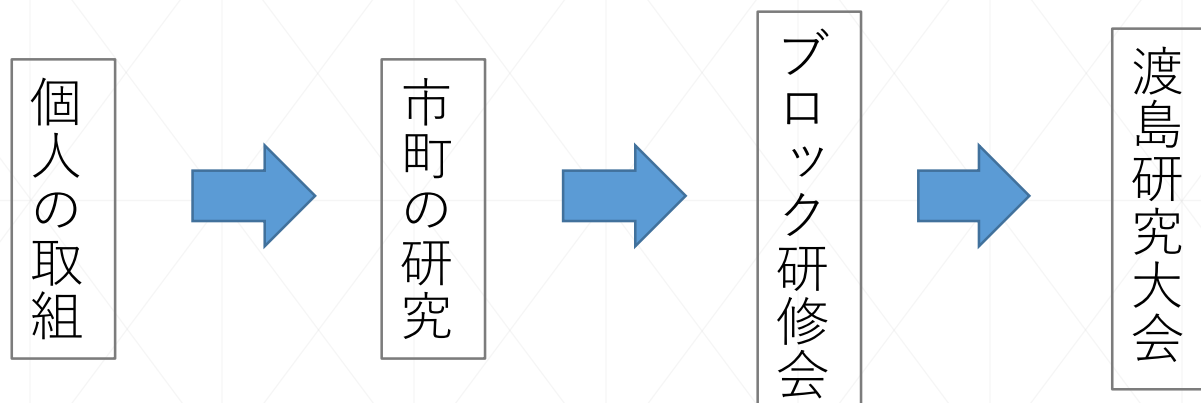 個人の取組
市町の研究
ブロック研修会
渡島研究大会